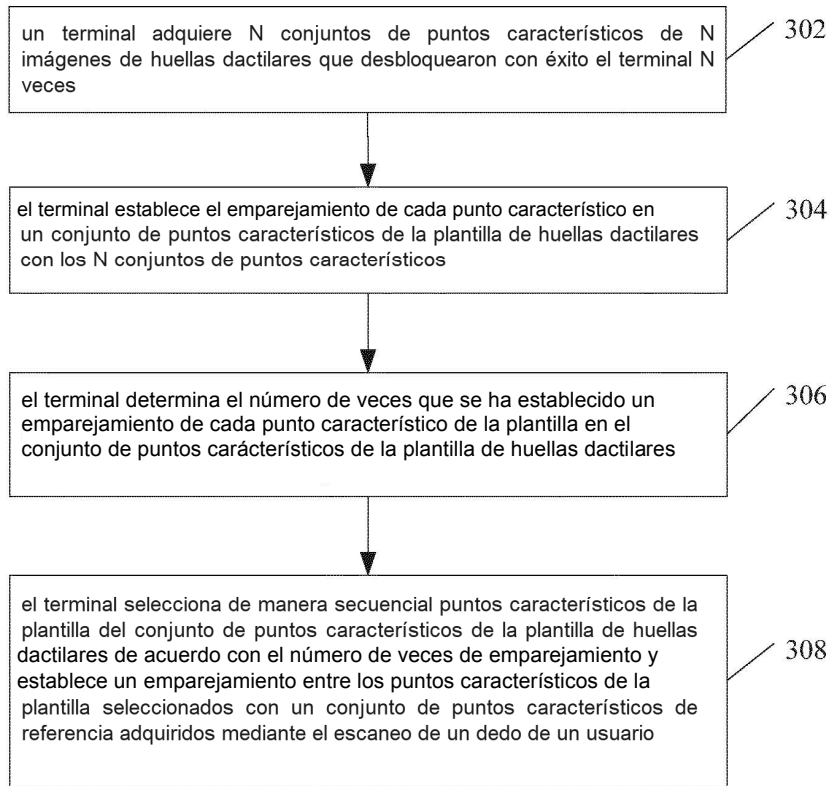 un terminal adquiere N conjuntos de puntos característicos de N
imágenes de huellas dactilares que desbloquearon con éxito el terminal N
veces
302
el terminal establece el emparejamiento de cada punto característico en
un conjunto de puntos característicos de la plantilla de huellas dactilares
con los N conjuntos de puntos característicos
304
el terminal determina el número de veces que se ha establecido un
emparejamiento de cada punto característico de la plantilla en el
conjunto de puntos carácterísticos de la plantilla de huellas dactilares
306
el terminal selecciona de manera secuencial puntos característicos de la
plantilla del conjunto de puntos característicos de la plantilla de huellas
dactilares de acuerdo con el número de veces de emparejamiento y
establece un emparejamiento entre los puntos característicos de la
plantilla seleccionados con un conjunto de puntos característicos de
referencia adquiridos mediante el escaneo de un dedo de un usuario
308